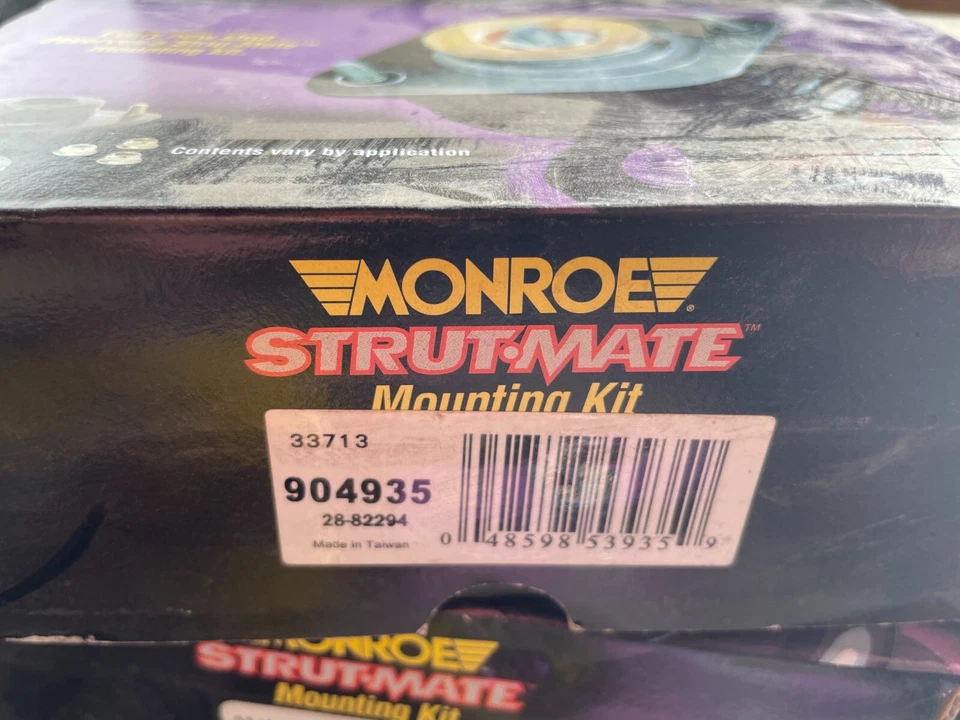 Contents vary by application
MONROE®
STRUT•MATE™
Mounting Kit
33713
904935
28-82294
Made in Taiwan
0 48598 53935 9
MONROE
STRUT-MATE
Mounting Kit